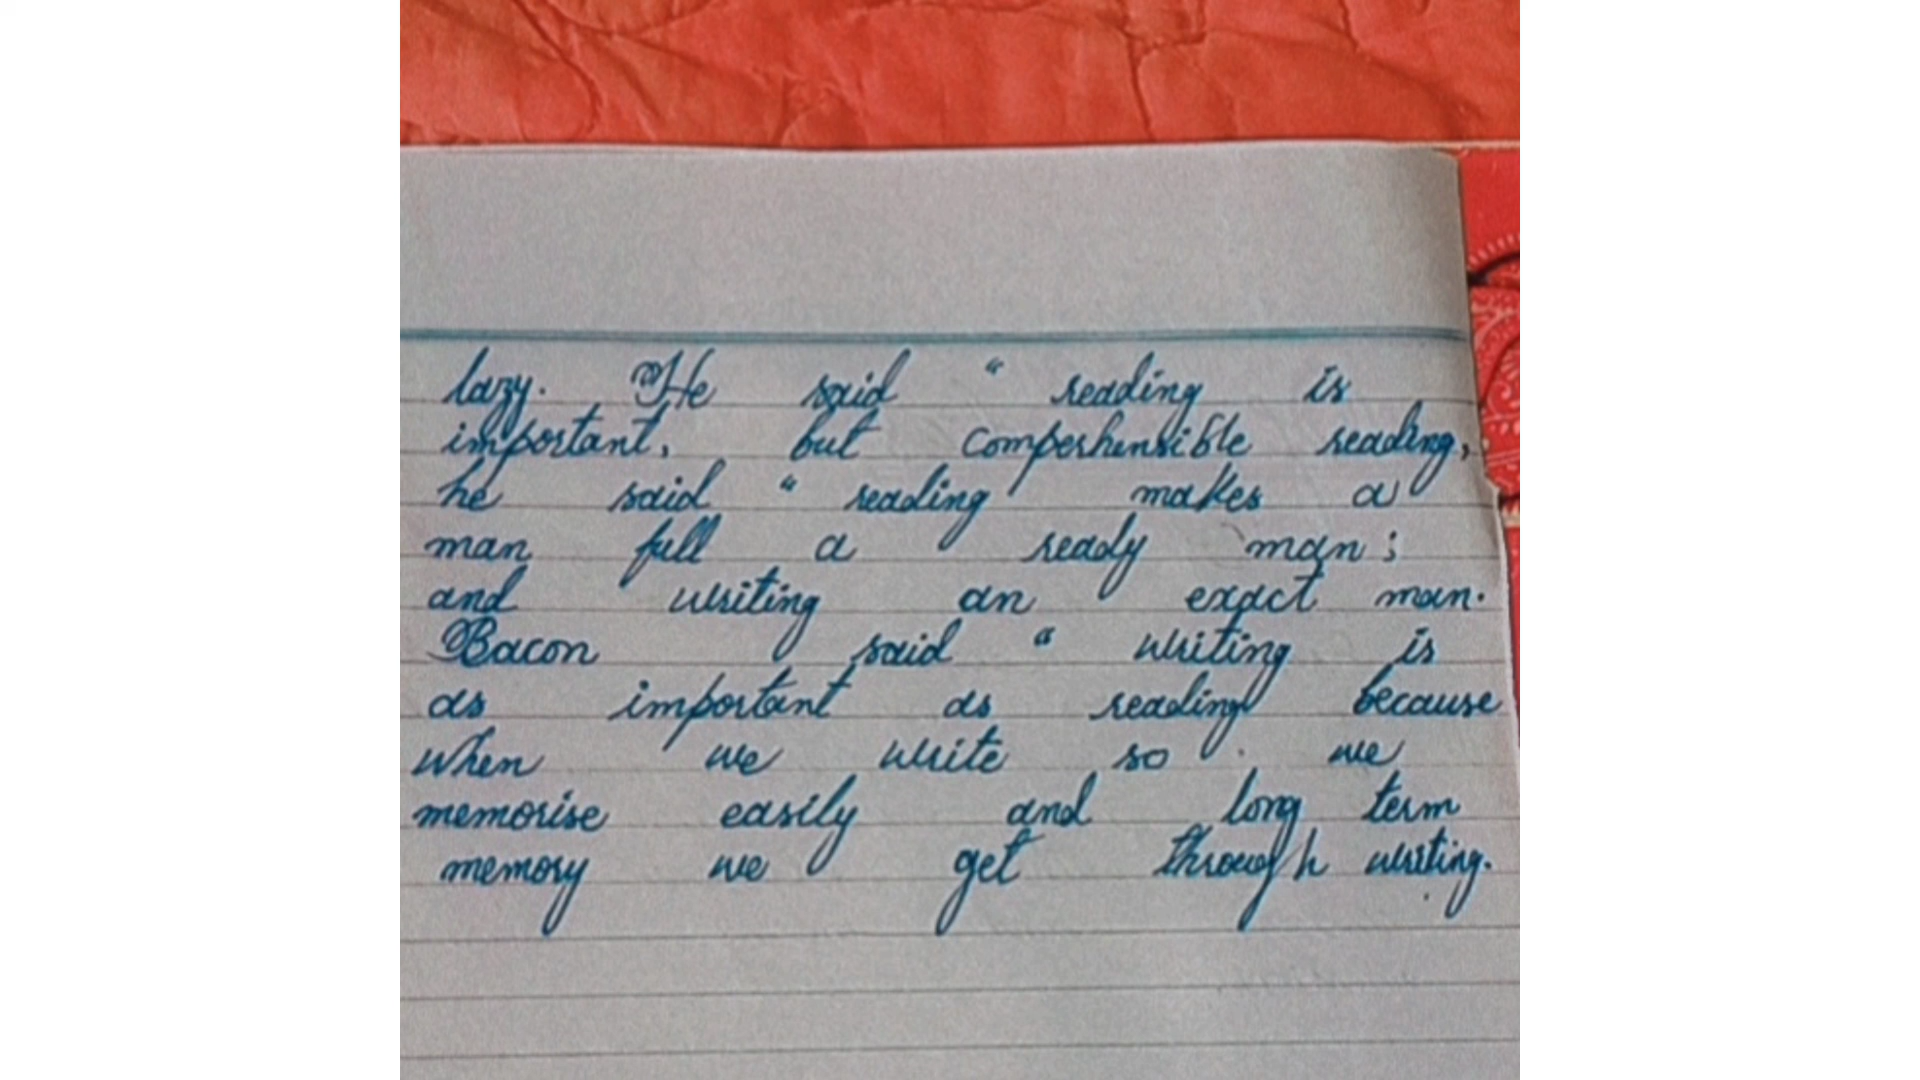 lazy. He said “ reading is
important, but comperhensible reading,
he said “ reading makes a
man full a ready man ;
and writing an exact man.
Bacon said “ writing is
as important as reading because
when we write so we
memorise easily and long term
memory we get through writing.